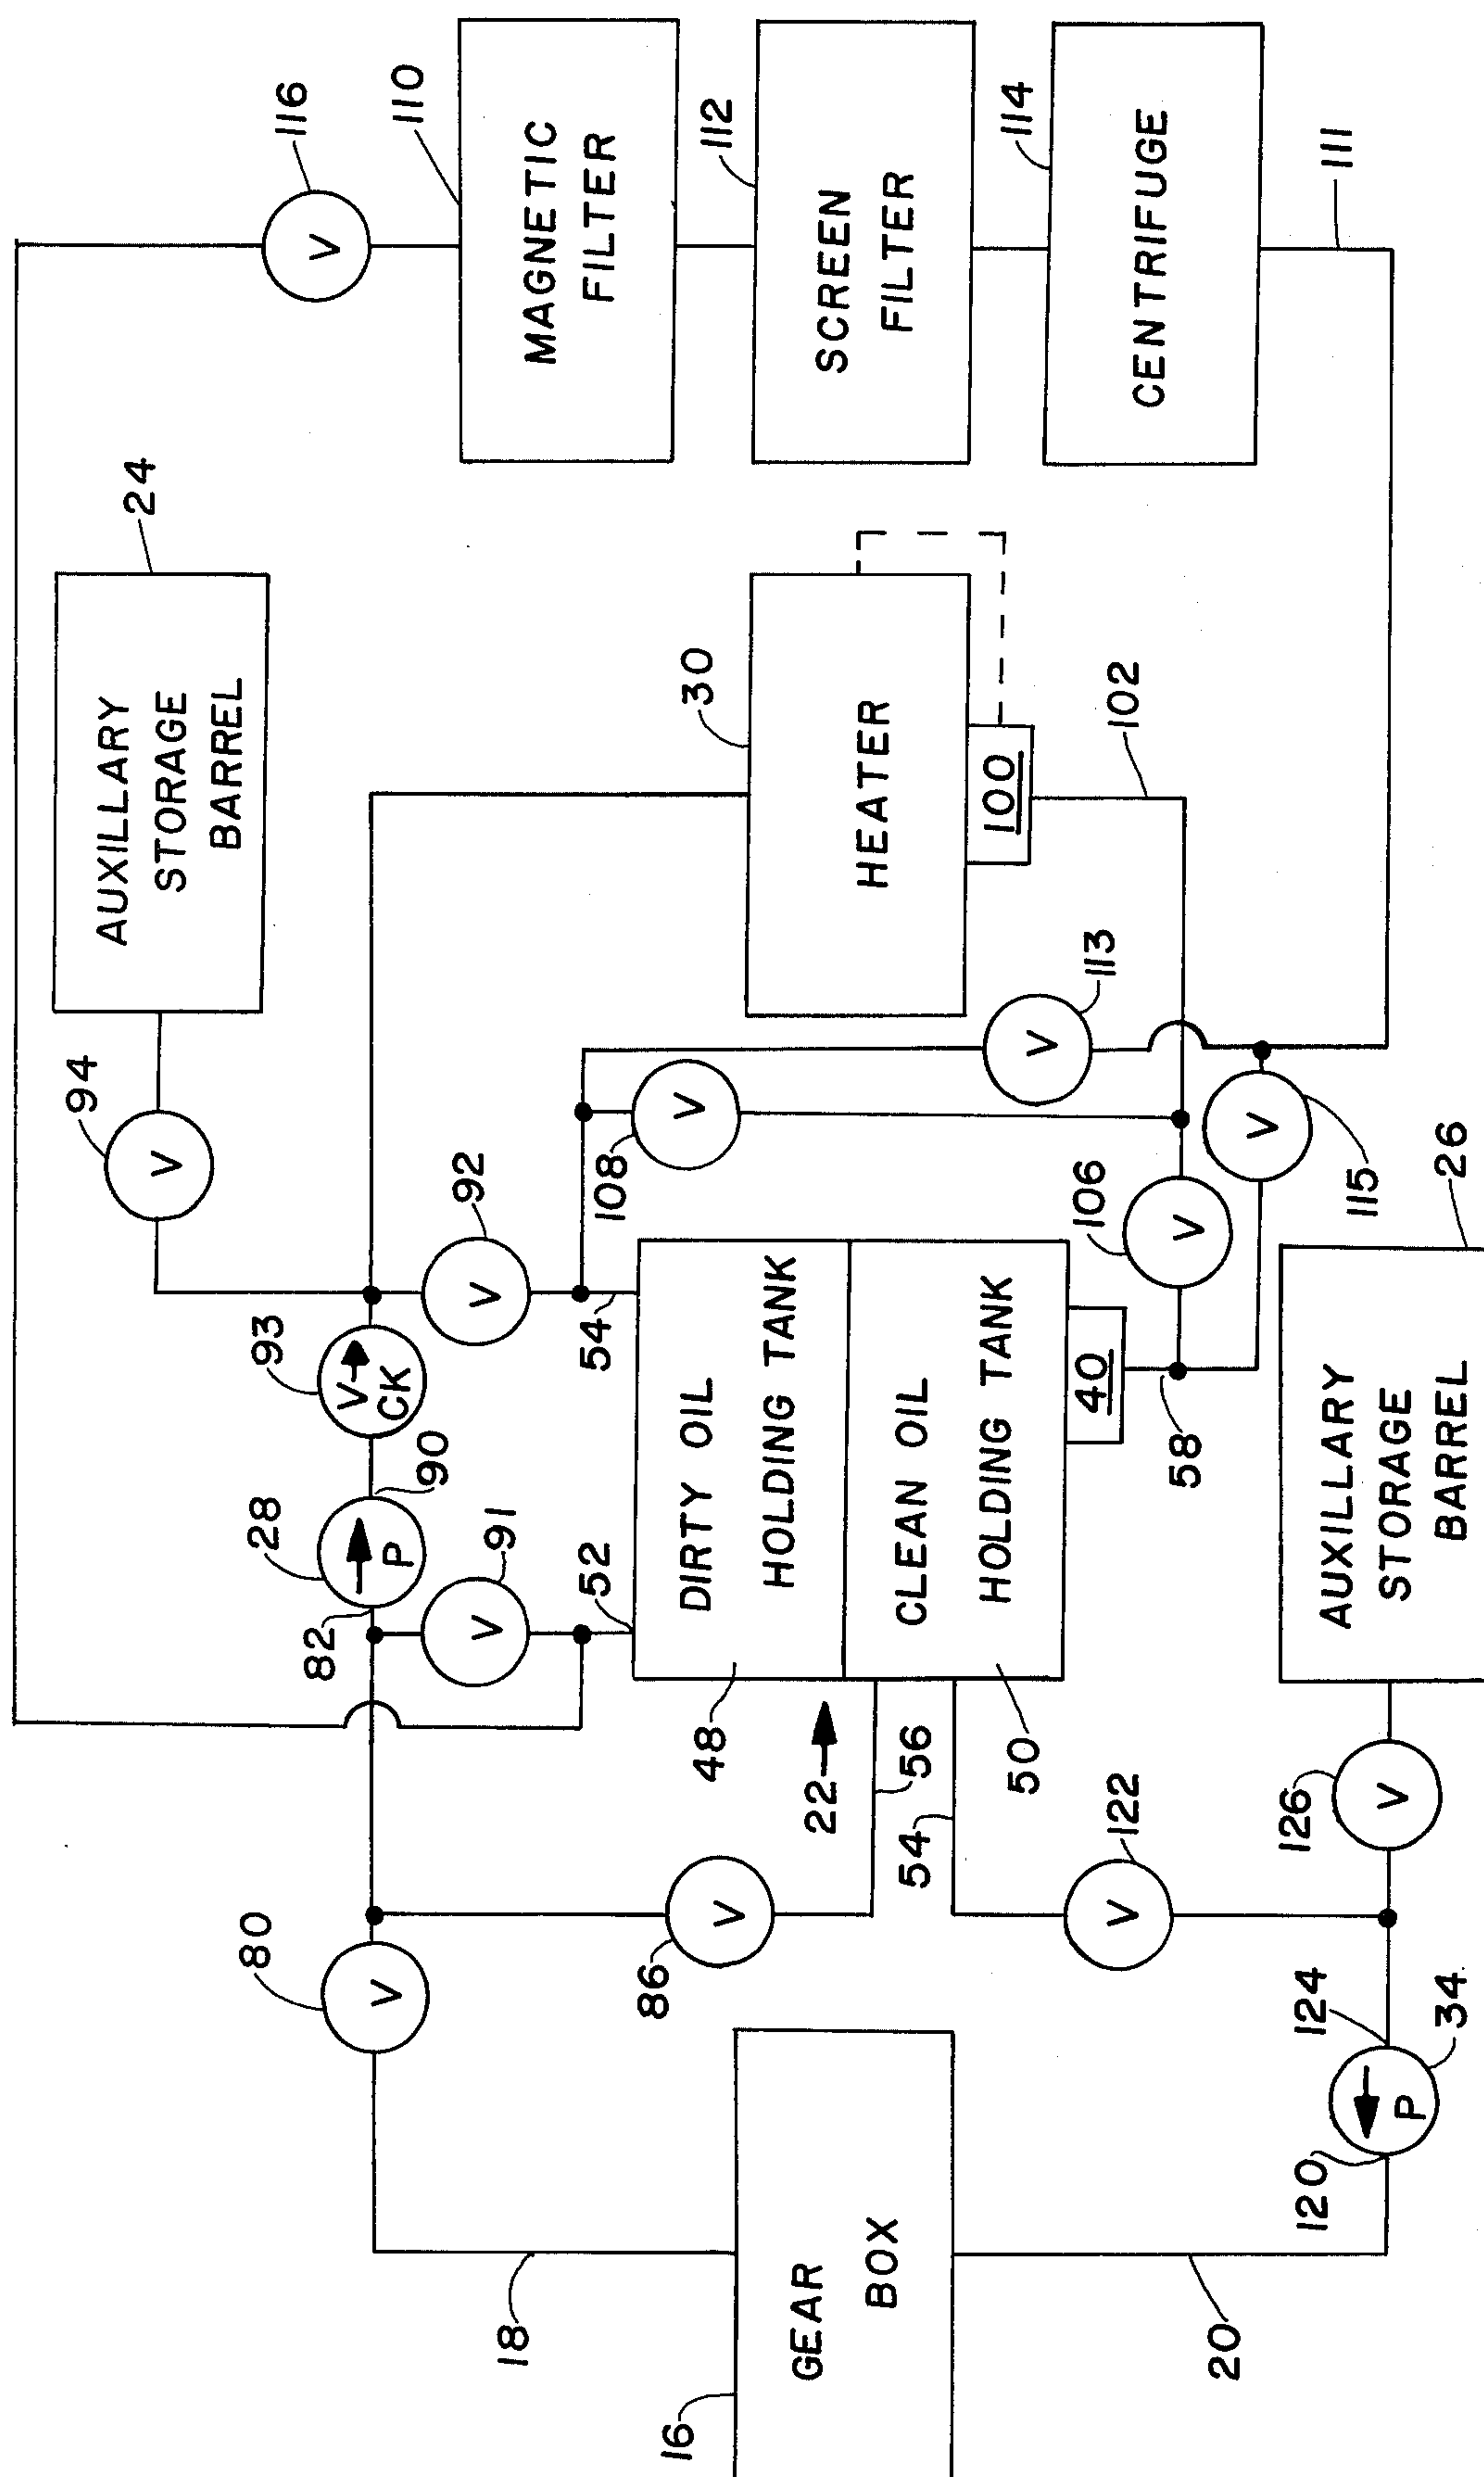 94
24
AUXILLARY
STORAGE
BARREL
V
116
V
110
80
V
82
28
P
90
93
V
CK
91
V
92
V
18
16
GEAR
BOX
86
V
52
54
108
V
30
HEATER
100
102
MAGNETIC
FILTER
112
SCREEN
FILTER
114
CENTRIFUGE
111
48
22
DIRTY OIL
HOLDING TANK
CLEAN OIL
HOLDING TANK
56
54
50
40
58
106
V
113
V
115
V
122
V
20
120
P
34
124
126
V
26
AUXILLARY
STORAGE
BARREL